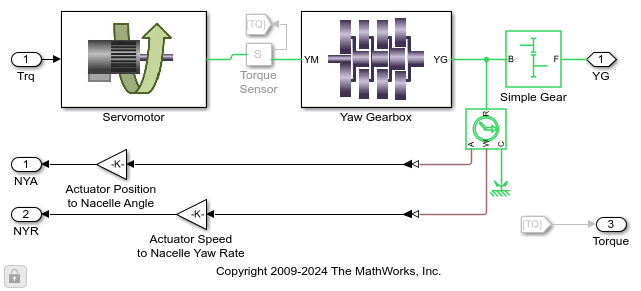 [TQ]
1
Trq
Servomotor
S
Torque
Sensor
YM
YG
Yaw Gearbox
B
F
Simple Gear
1
YG
R
A
W
C
1
NYA
-K-
Actuator Position
to Nacelle Angle
2
NYR
-K-
Actuator Speed
to Nacelle Yaw Rate
[TQ]
3
Torque
Copyright 2009-2024 The MathWorks, Inc.